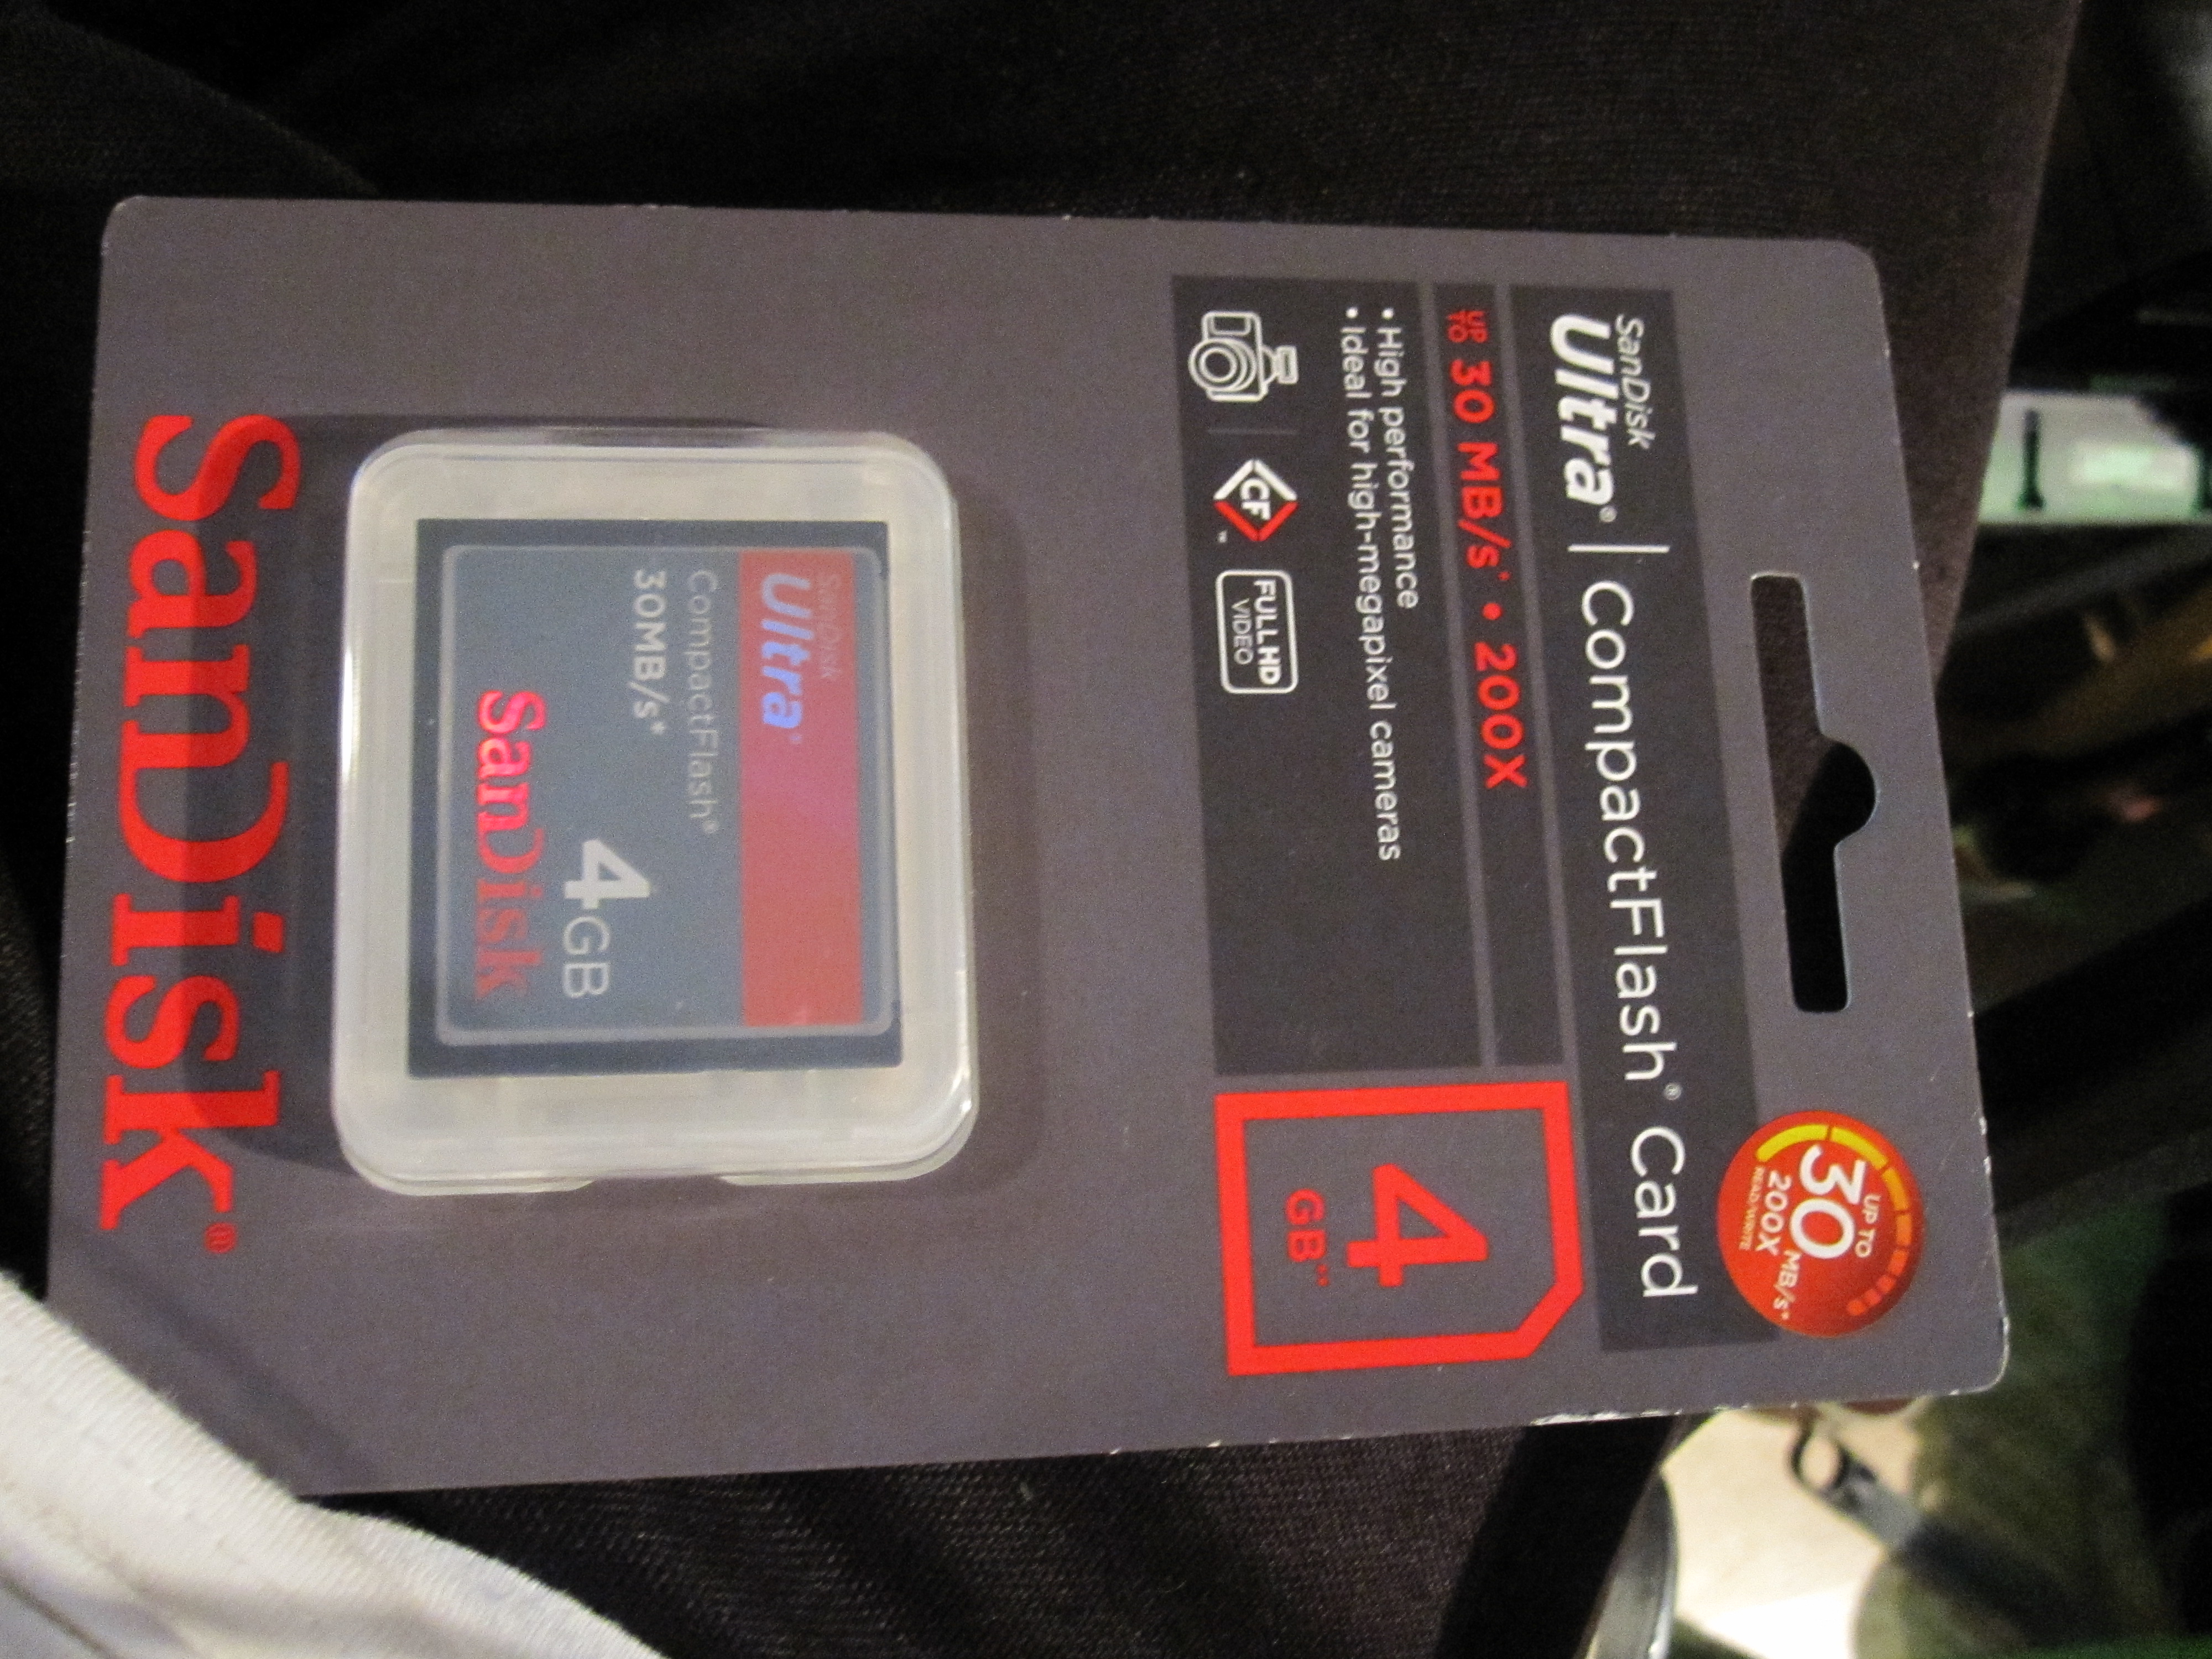 UP TO
30 MB/s*
200X
READ/WRITE
SanDisk
Ultra® | CompactFlash® Card
UP TO 30 MB/s* • 200X
• High performance
• Ideal for high-megapixel cameras
CF™
FULL HD
VIDEO
4
GB**
SanDisk
Ultra®
CompactFlash®
30MB/s*
4GB
SanDisk
SanDisk®